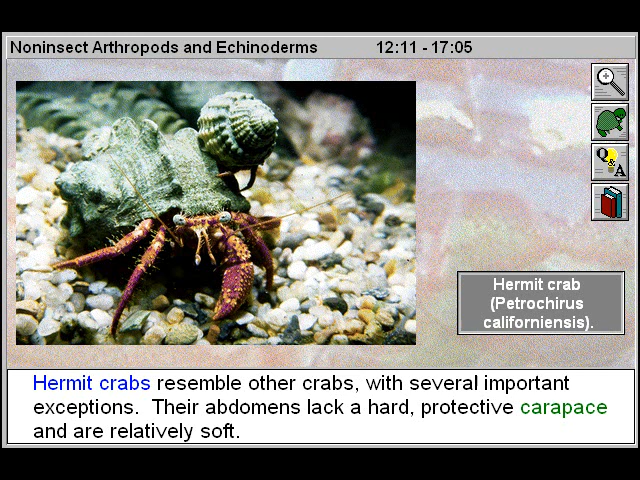 Noninsect Arthropods and Echinoderms 12:11 - 17:05
Q
&
A
Hermit crab
(Petrochirus
californiensis).
Hermit crabs resemble other crabs, with several important
exceptions. Their abdomens lack a hard, protective carapace
and are relatively soft.